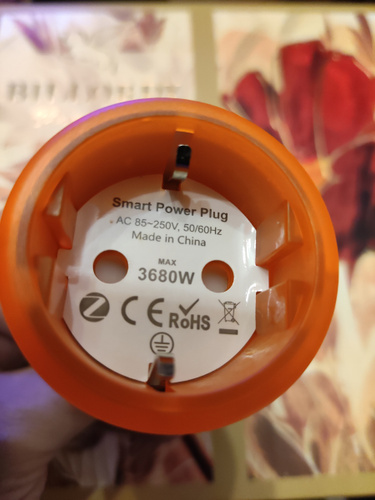 Smart Power Plug
AC 85~250V, 50/60Hz
Made in China
MAX
3680W
CE RoHS